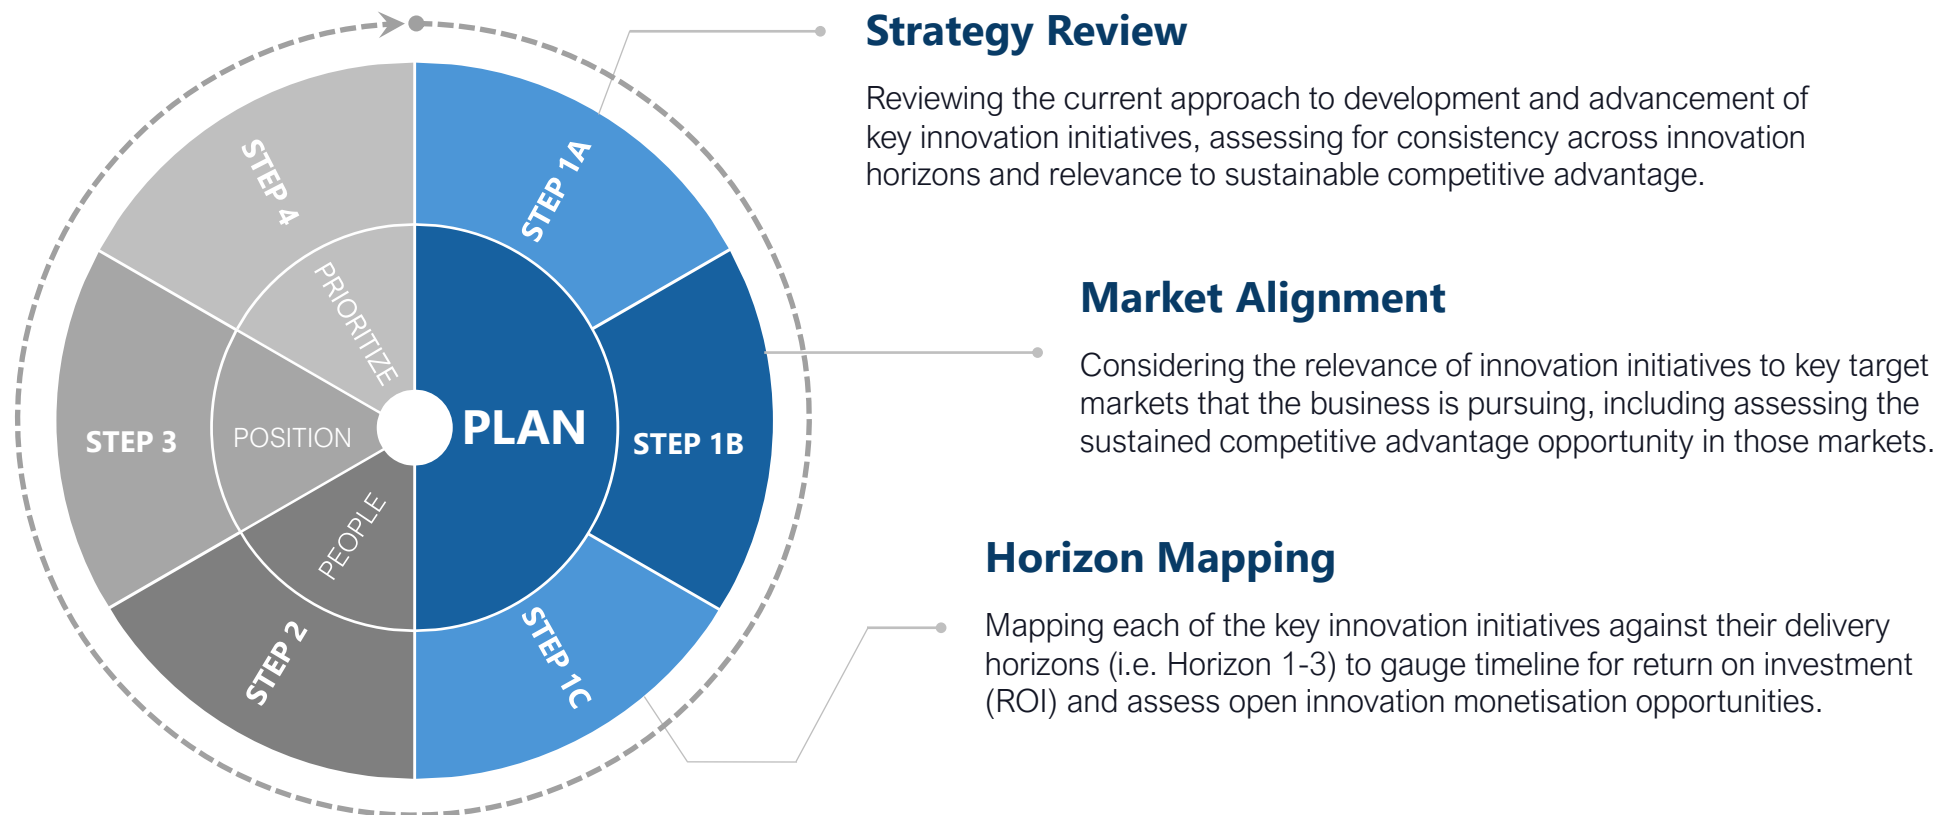 Strategy Review
Reviewing the current approach to development and advancement of
key innovation initiatives, assessing for consistency across innovation
horizons and relevance to sustainable competitive advantage.
Market Alignment
Considering the relevance of innovation initiatives to key target
markets that the business is pursuing, including assessing the
sustained competitive advantage opportunity in those markets.
Horizon Mapping
Mapping each of the key innovation initiatives against their delivery
horizons (i.e. Horizon 1-3) to gauge timeline for return on investment
(ROI) and assess open innovation monetisation opportunities.
STEP 1A
STEP 1B
STEP 1C
STEP 2
STEP 3
STEP 4
PLAN
PEOPLE
POSITION
PRIORITIZE